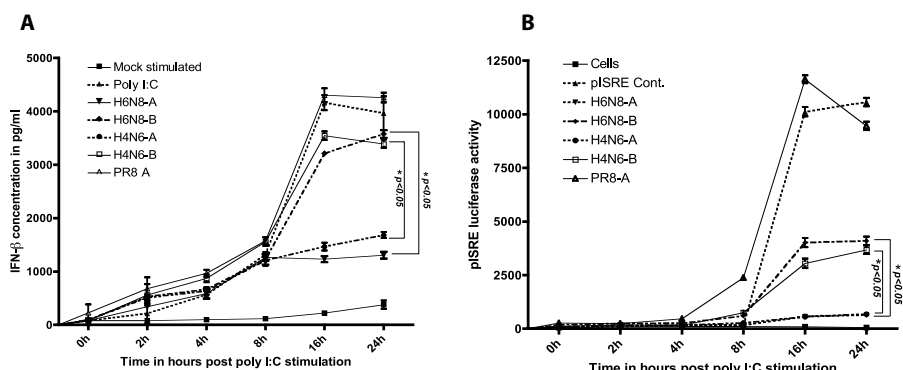 A
5000
4000
3000
2000
1000
0
IFN-β concentration in pg/ml
Mock stimulated
Poly I:C
H6N8-A
H6N8-B
H4N6-A
H4N6-B
PR8 A
* p<0.05
* p<0.05
0h
2h
4h
8h
16h
24h
Time in hours post poly I:C stimulation
B
12500
10000
7500
5000
2500
0
pISRE luciferase activity
Cells
pISRE Cont.
H6N8-A
H6N8-B
H4N6-A
H4N6-B
PR8-A
* p<0.05
* p<0.05
0h
2h
4h
8h
16h
24h
Time in hours post poly I:C stimulation